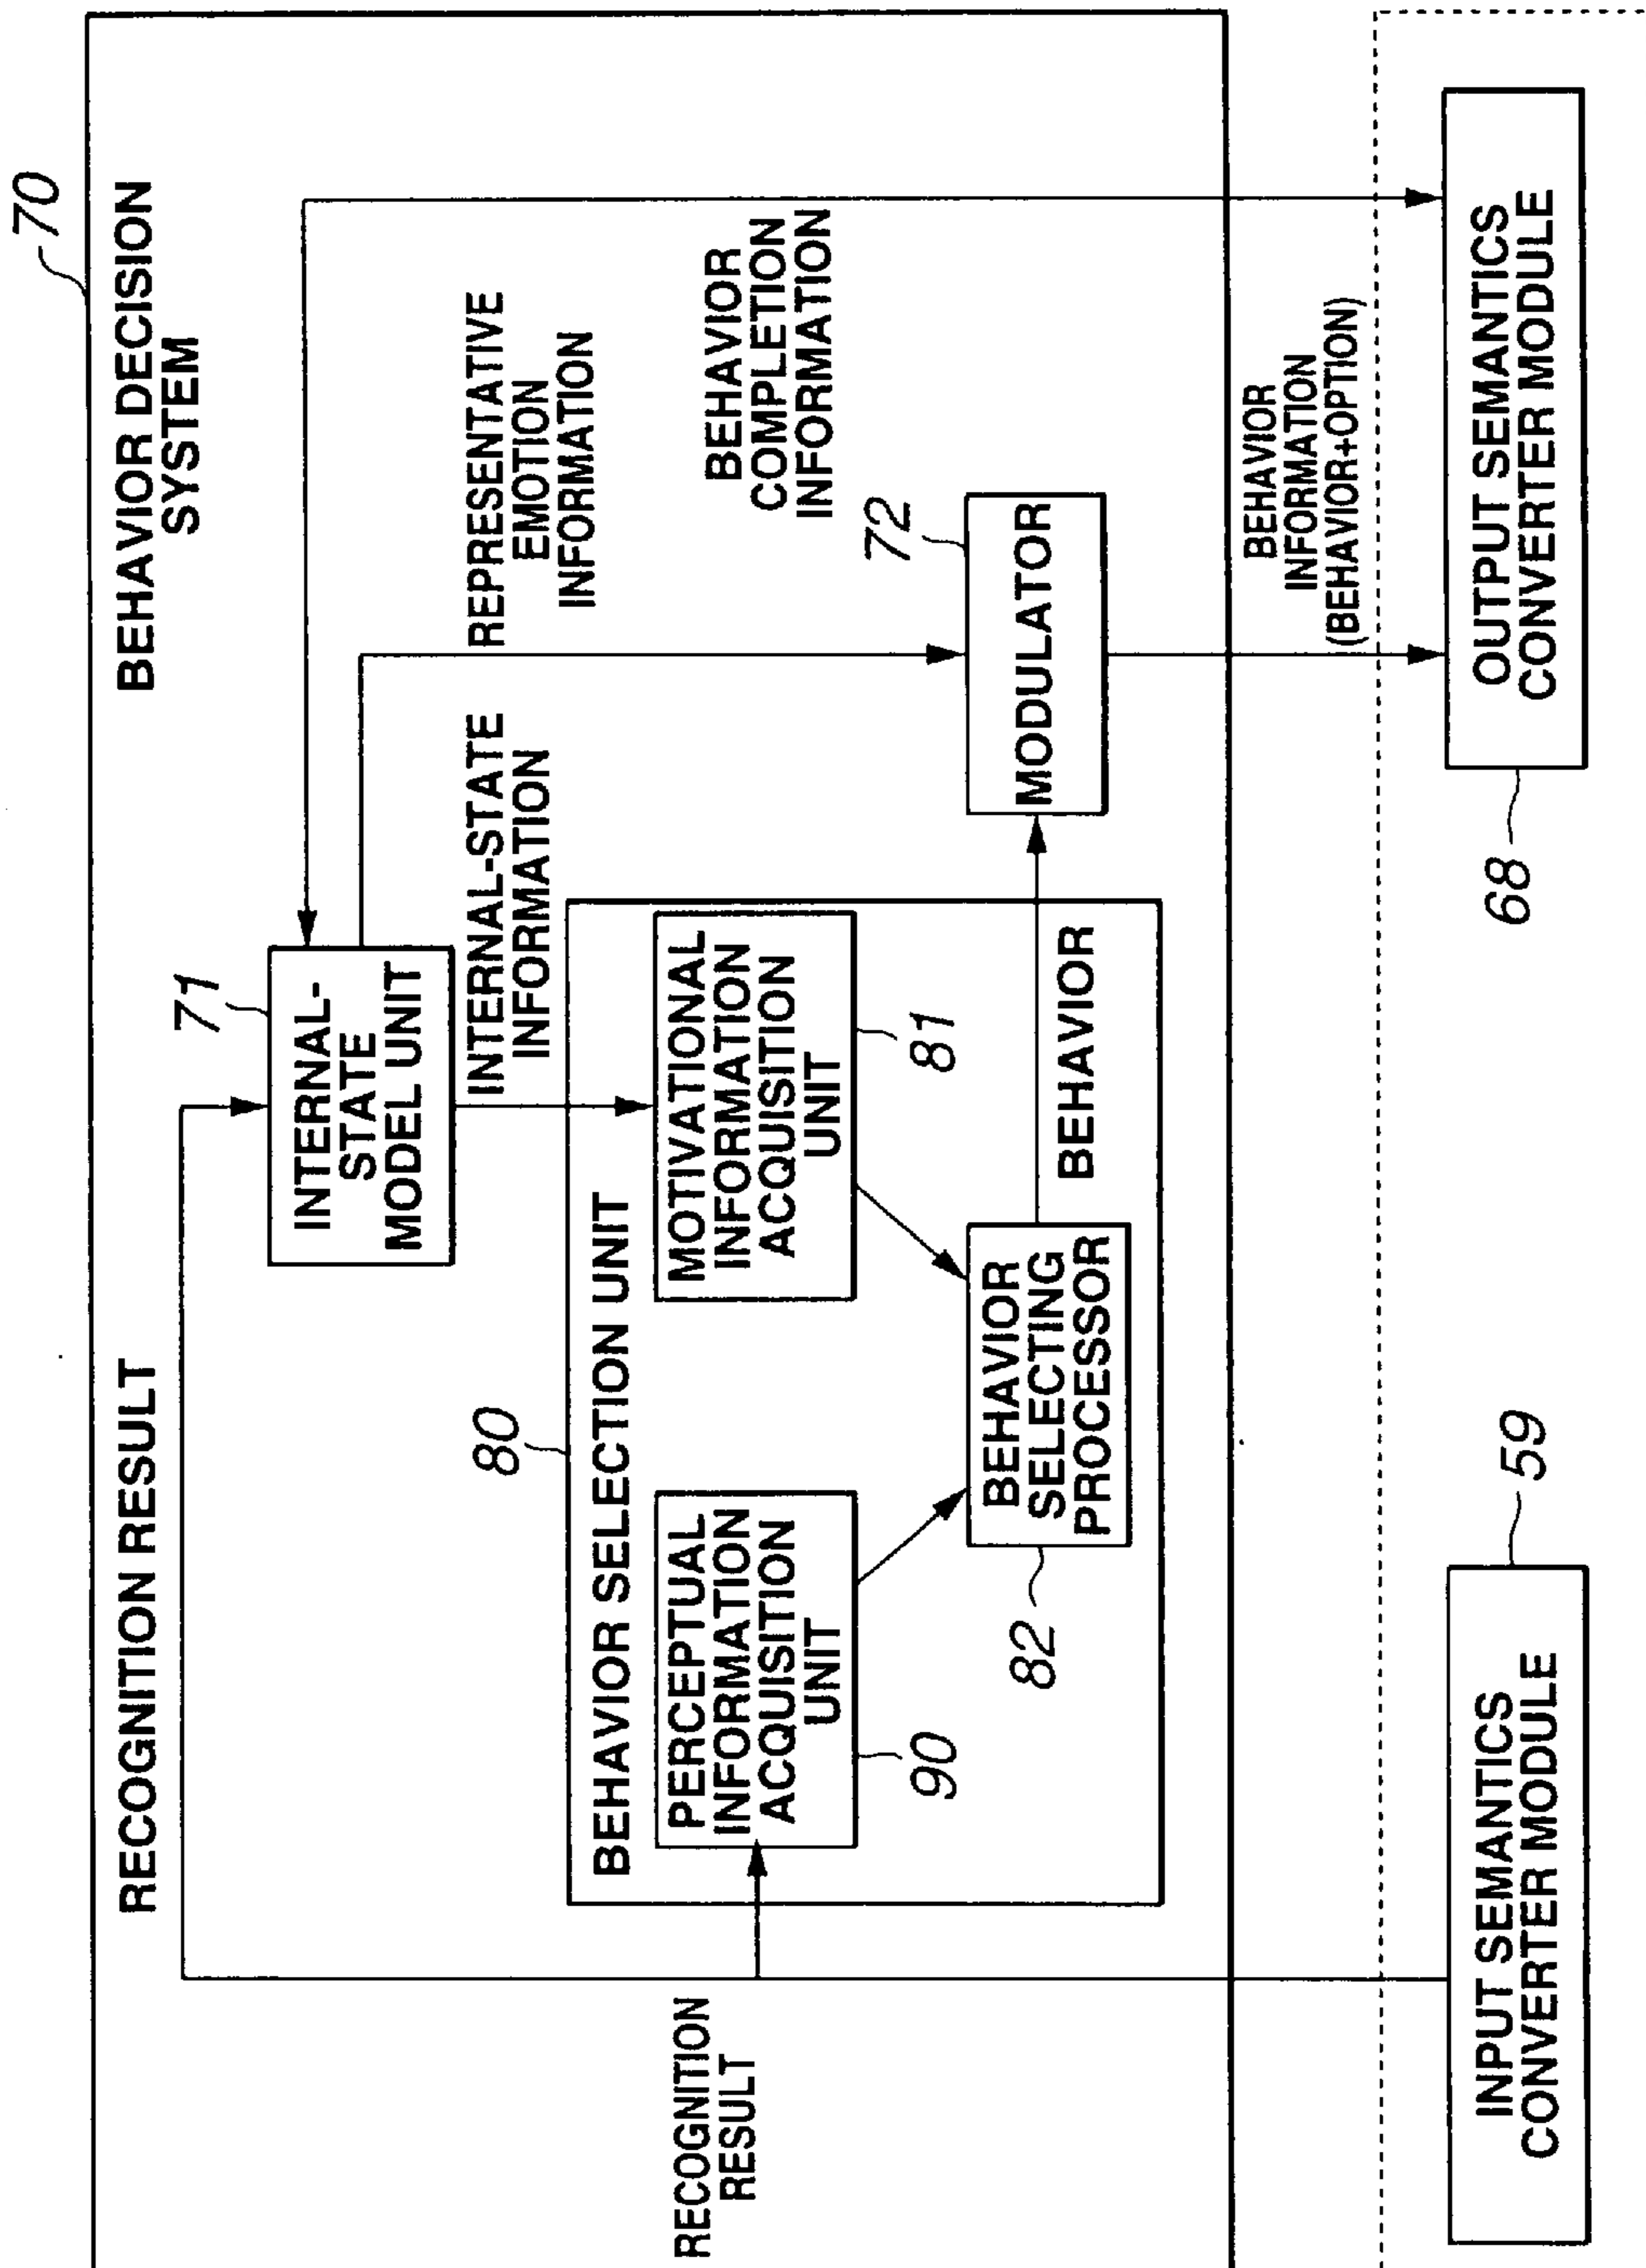 70
BEHAVIOR DECISION
SYSTEM
RECOGNITION RESULT
71
INTERNAL-
STATE
MODEL UNIT
REPRESENTATIVE
EMOTION
INFORMATION
INTERNAL-STATE
INFORMATION
80
BEHAVIOR SELECTION UNIT
RECOGNITION
RESULT
PERCEPTUAL
INFORMATION
ACQUISITION
UNIT
90
MOTIVATIONAL
INFORMATION
ACQUISITION
UNIT
81
BEHAVIOR
COMPLETION
INFORMATION
BEHAVIOR
SELECTING
PROCESSOR
82
BEHAVIOR
MODULATOR
72
BEHAVIOR
INFORMATION
(BEHAVIOR+OPTION)
INPUT SEMANTICS
CONVERTER MODULE
59
OUTPUT SEMANTICS
CONVERTER MODULE
68